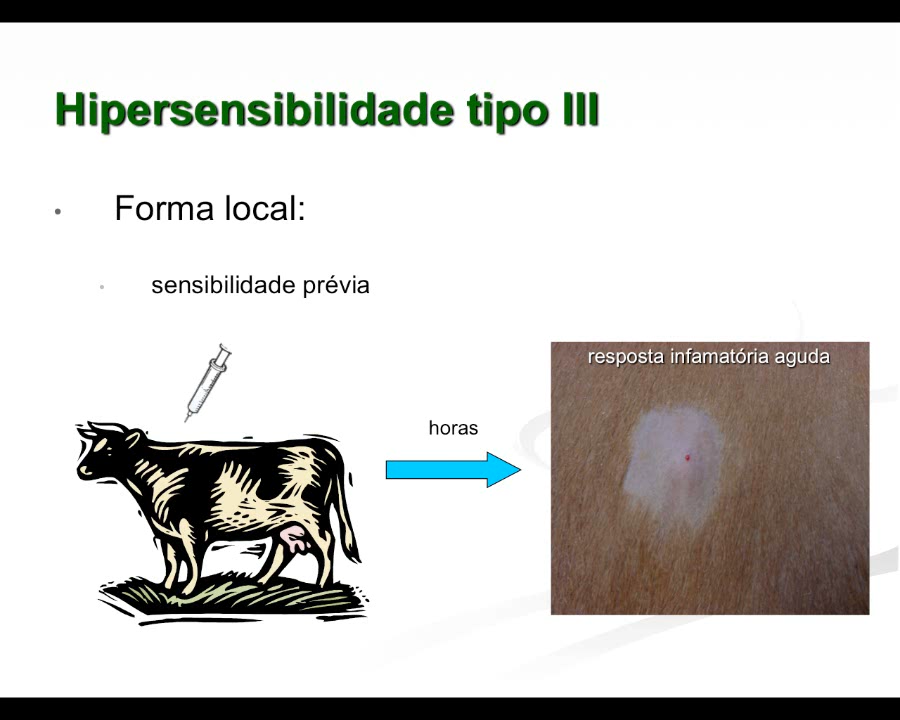 Hipersensibilidade tipo III
Forma local:
sensibilidade prévia
resposta infamatória aguda
horas